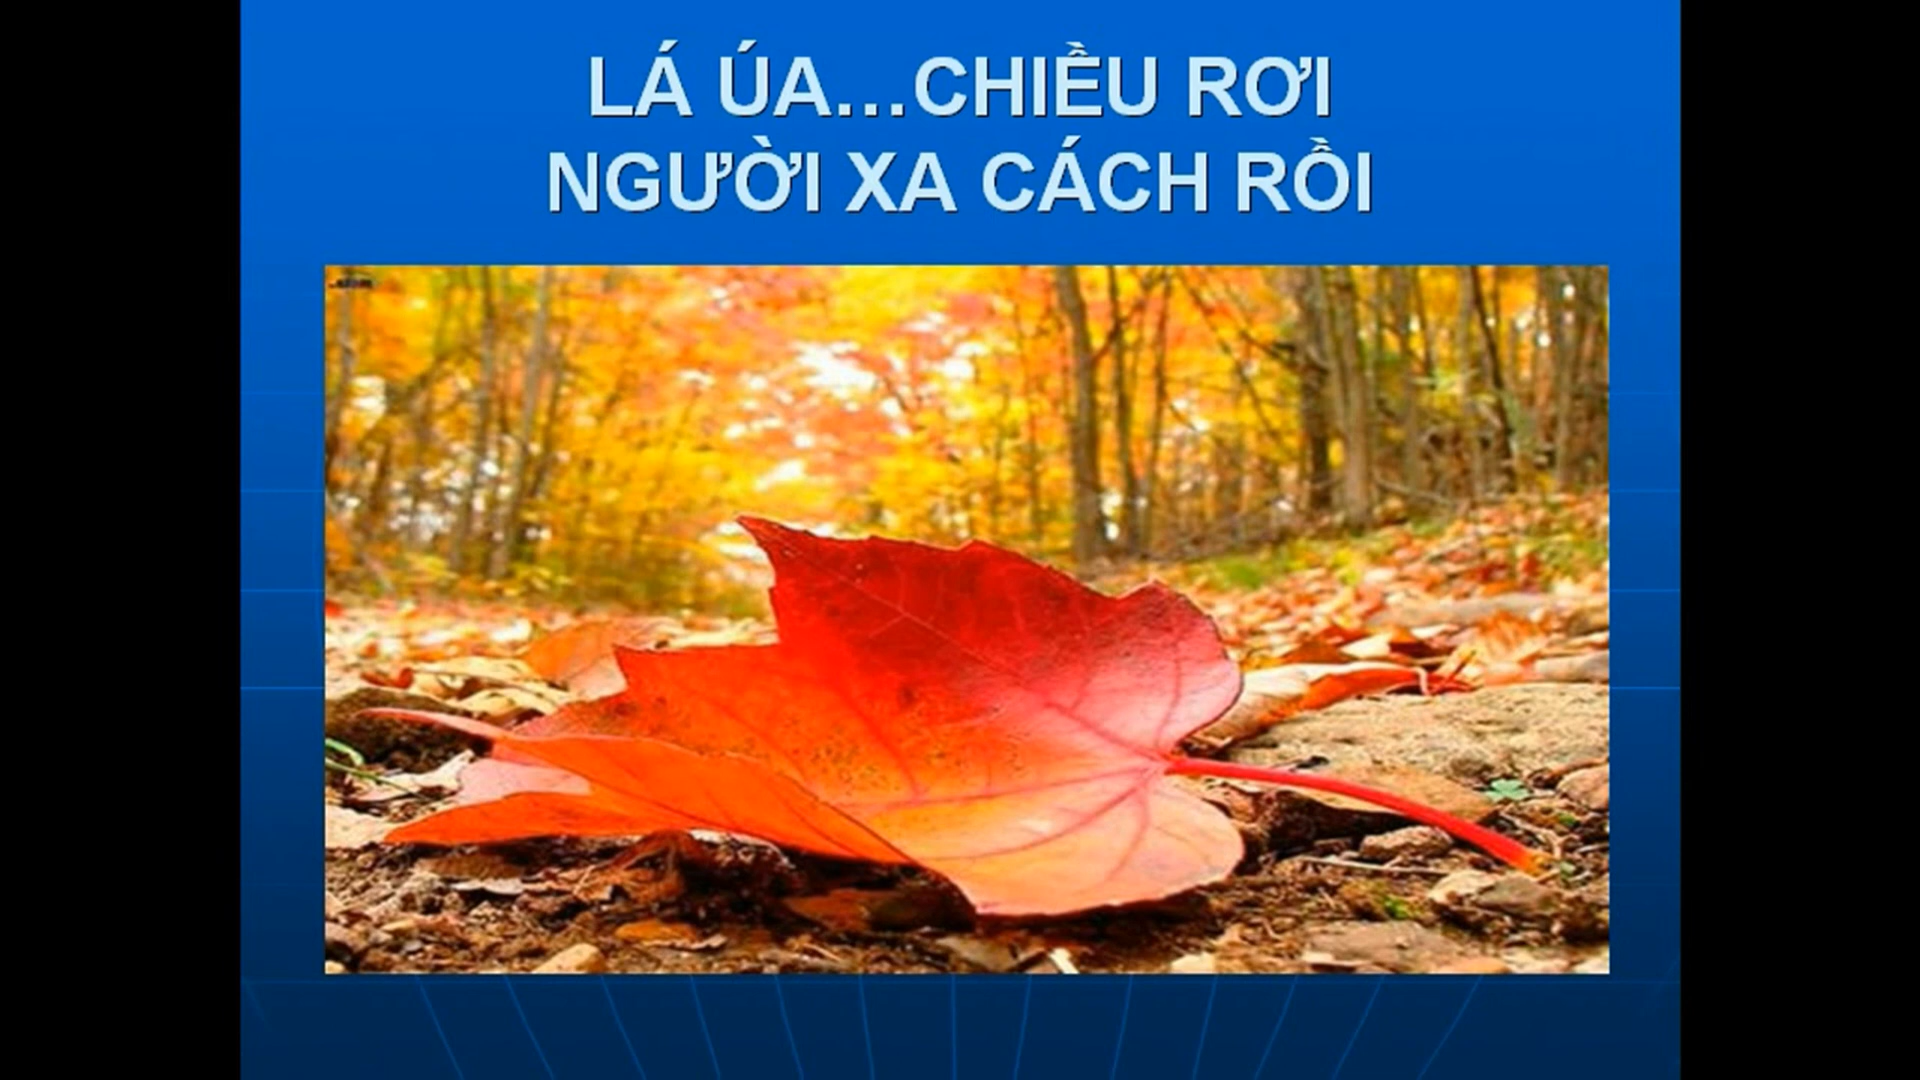 LÁ ÚA...CHIỀU RƠI
NGƯỜI XA CÁCH RỒI